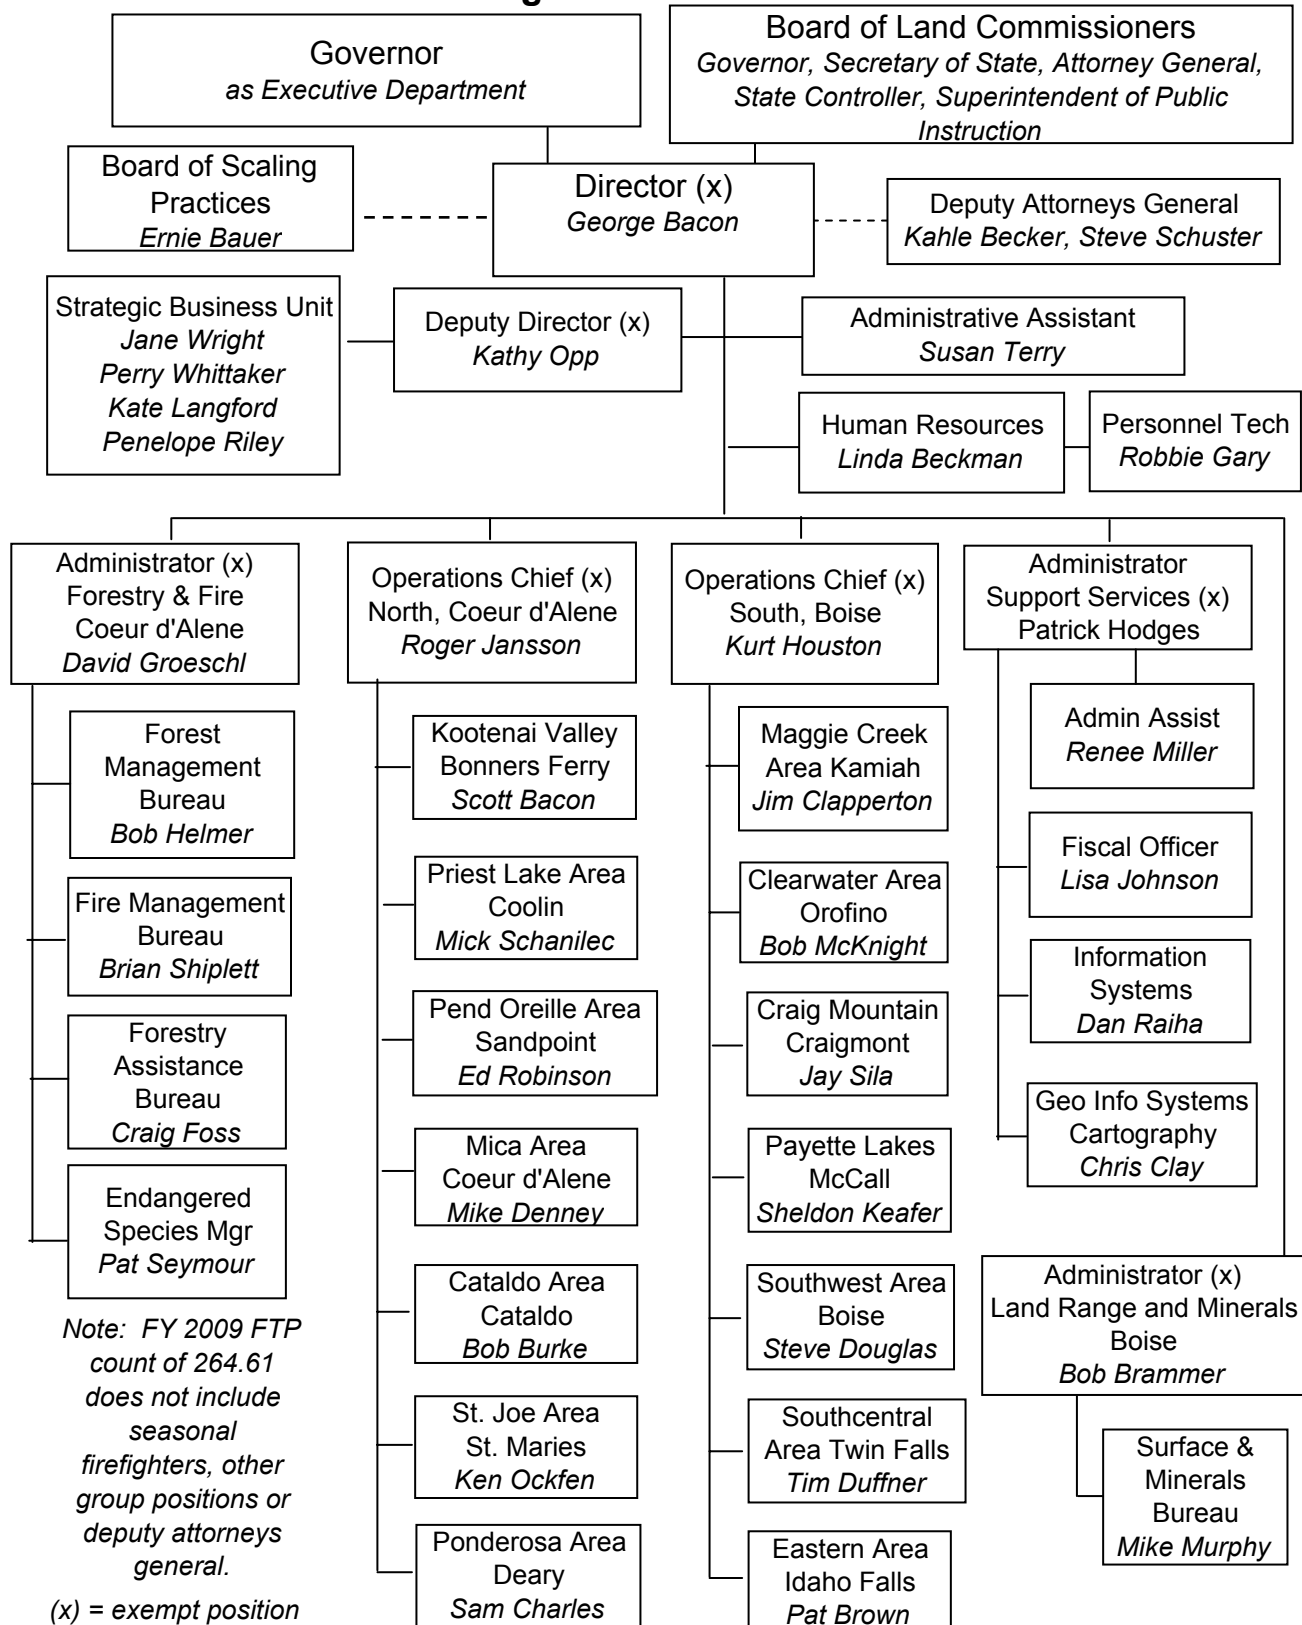 Governor
as Executive Department
Board of Land Commissioners
Governor, Secretary of State, Attorney General,
State Controller, Superintendent of Public
Instruction
Board of Scaling
Practices
Ernie Bauer
Director (x)
George Bacon
Deputy Attorneys General
Kahle Becker, Steve Schuster
Strategic Business Unit
Jane Wright
Perry Whittaker
Kate Langford
Penelope Riley
Deputy Director (x)
Kathy Opp
Administrative Assistant
Susan Terry
Human Resources
Linda Beckman
Personnel Tech
Robbie Gary
Administrator (x)
Forestry & Fire
Coeur d'Alene
David Groeschl
Forest
Management
Bureau
Bob Helmer
Fire Management
Bureau
Brian Shiplett
Forestry
Assistance
Bureau
Craig Foss
Endangered
Species Mgr
Pat Seymour
Note:  FY 2009 FTP
count of 264.61
does not include
seasonal
firefighters, other
group positions or
deputy attorneys
general.
(x) = exempt position
Operations Chief (x)
North, Coeur d'Alene
Roger Jansson
Kootenai Valley
Bonners Ferry
Scott Bacon
Priest Lake Area
Coolin
Mick Schanilec
Pend Oreille Area
Sandpoint
Ed Robinson
Mica Area
Coeur d'Alene
Mike Denney
Cataldo Area
Cataldo
Bob Burke
St. Joe Area
St. Maries
Ken Ockfen
Ponderosa Area
Deary
Sam Charles
Operations Chief (x)
South, Boise
Kurt Houston
Maggie Creek
Area Kamiah
Jim Clapperton
Clearwater Area
Orofino
Bob McKnight
Craig Mountain
Craigmont
Jay Sila
Payette Lakes
McCall
Sheldon Keafer
Southwest Area
Boise
Steve Douglas
Southcentral
Area Twin Falls
Tim Duffner
Eastern Area
Idaho Falls
Pat Brown
Administrator
Support Services (x)
Patrick Hodges
Admin Assist
Renee Miller
Fiscal Officer
Lisa Johnson
Information
Systems
Dan Raiha
Geo Info Systems
Cartography
Chris Clay
Administrator (x)
Land Range and Minerals
Boise
Bob Brammer
Surface &
Minerals
Bureau
Mike Murphy